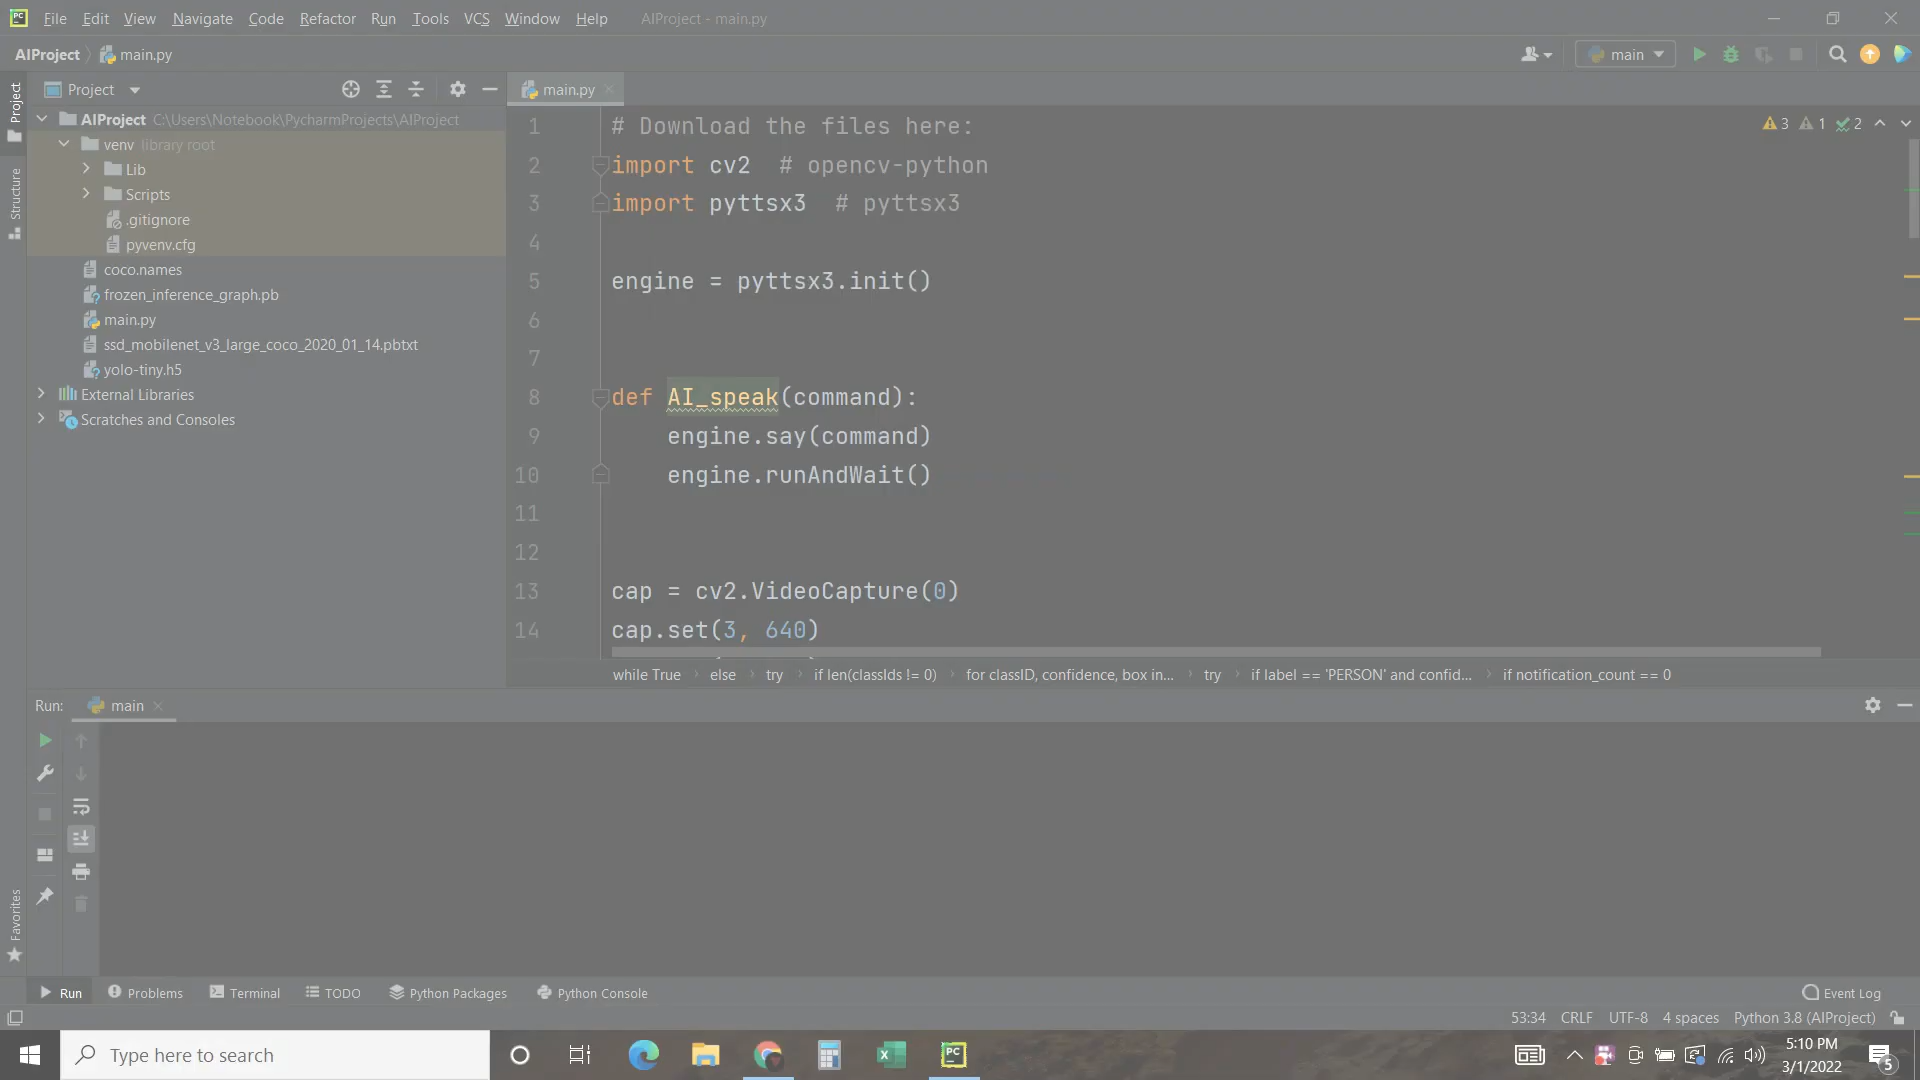 PC File Edit View Navigate Code Refactor Run Tools VCS Window Help AIProject - main.py
AIProject main.py main
Project main.py
Project
AIProject C:\Users\Notebook\PycharmProjects\AIProject
venv library root
Lib
Scripts
.gitignore
pyvenv.cfg
coco.names
frozen_inference_graph.pb
main.py
ssd_mobilenet_v3_large_coco_2020_01_14.pbtxt
yolo-tiny.h5
External Libraries
Scratches and Consoles
Structure
Favorites
3 1 2
1 # Download the files here:
2 import cv2 # opencv-python
3 import pyttsx3 # pyttsx3
4
5 engine = pyttsx3.init()
6
7
8 def AI_speak(command):
9 engine.say(command)
10 engine.runAndWait()
11
12
13 cap = cv2.VideoCapture(0)
14 cap.set(3, 640)
while True else try if len(classIds != 0) for classID, confidence, box in... try if label == 'PERSON' and confid... if notification_count == 0
Run: main
Run Problems Terminal TODO Python Packages Python Console Event Log
53:34 CRLF UTF-8 4 spaces Python 3.8 (AIProject)
Type here to search PC 5:10 PM
3/1/2022
5